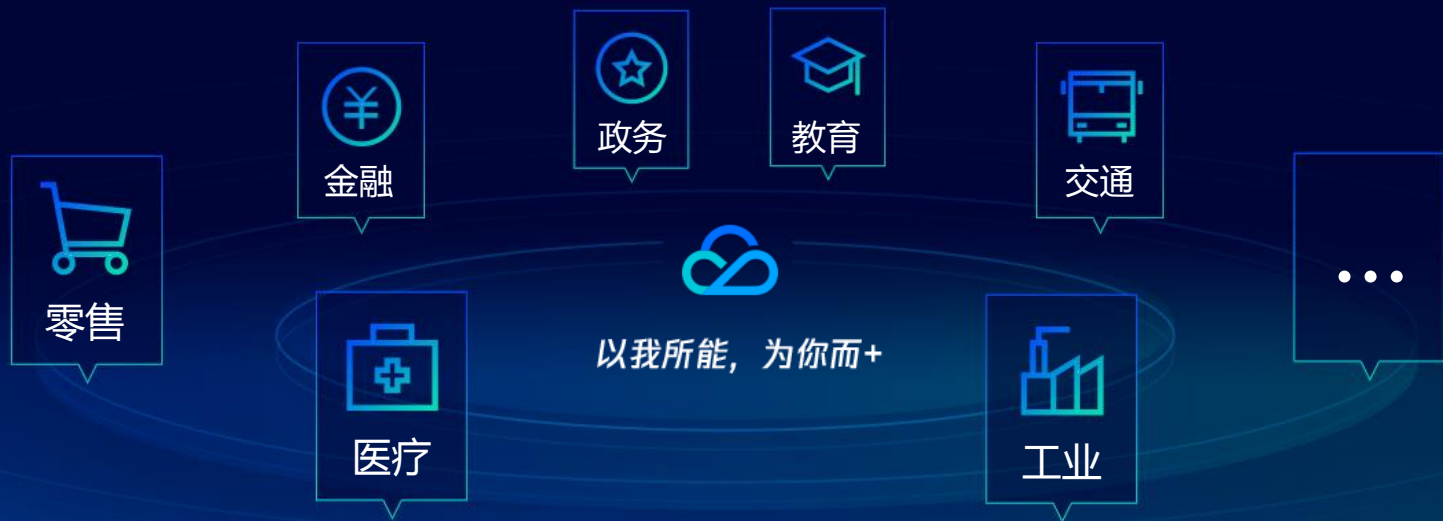 政务
教育
金融
交通
零售
...
以我所能，为你而+
医疗
工业